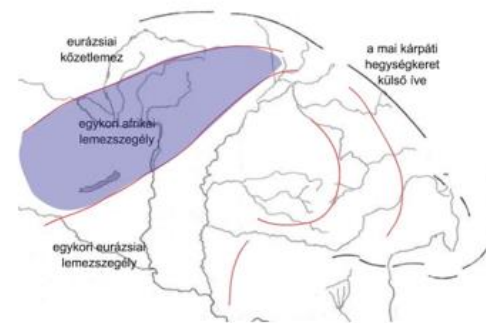 eurázsiai
kőzetlemez
a mai kárpáti
hegységkeret
külső íve
egykori afrikai
lemezszegély
egykori eurázsiai
lemezszegély